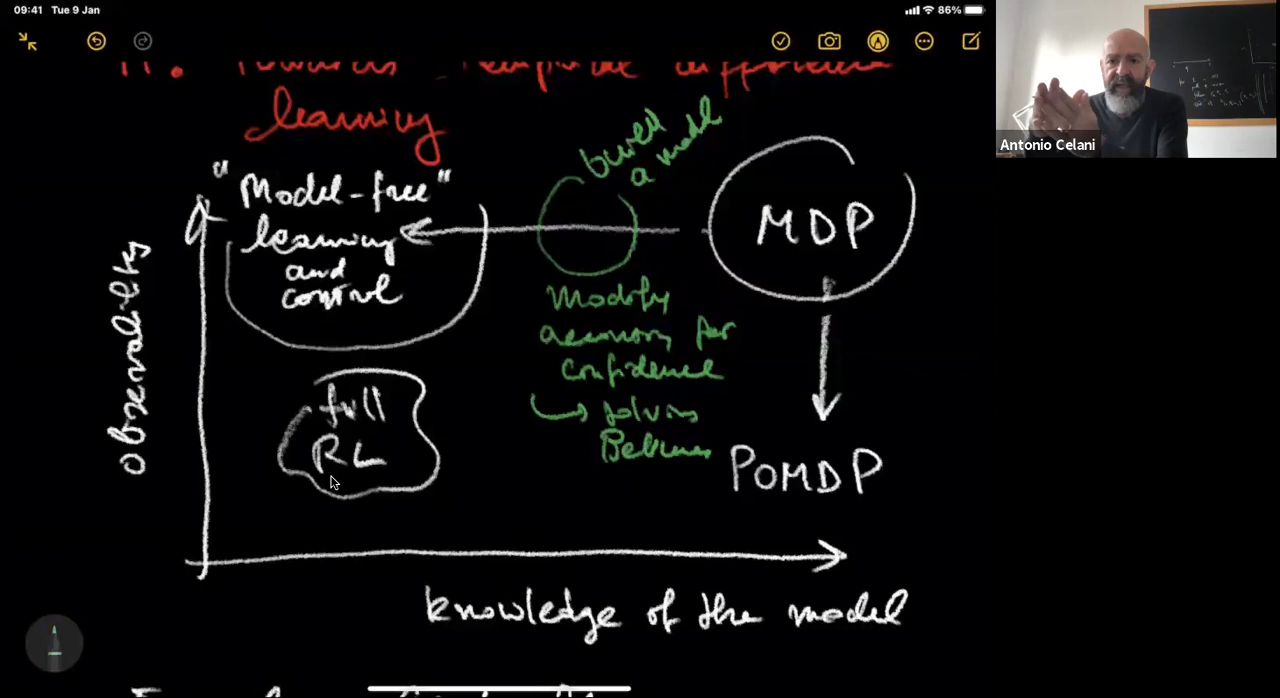 09:41 Tue 9 Jan
86%
Antonio Celani
learning
build
a model
"Model-free"
learning
and
control
MDP
Modify
accounting for
confidence
solving
Bellman
full
RL
POMDP
observability
knowledge of the model